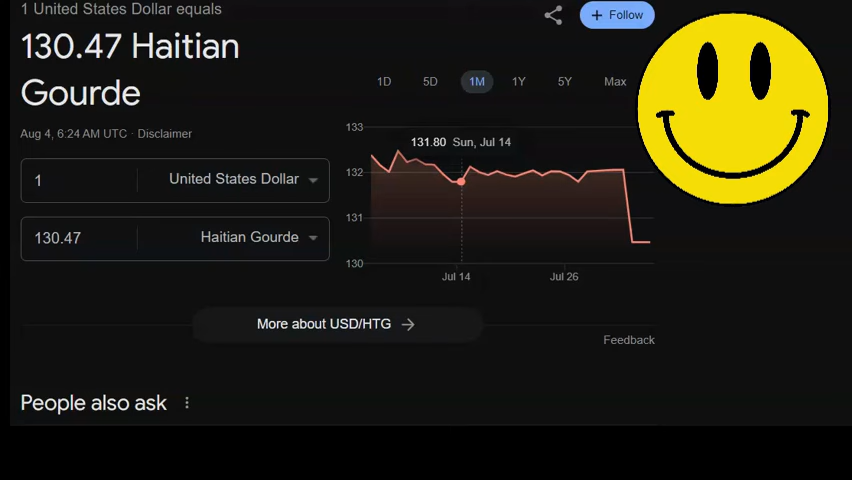 1 United States Dollar equals
130.47 Haitian
Gourde
Aug 4, 6:24 AM UTC · Disclaimer
1 United States Dollar
130.47 Haitian Gourde
+ Follow
1D 5D 1M 1Y 5Y Max
131.80 Sun, Jul 14
133
132
131
130
Jul 14 Jul 26
More about USD/HTG →
Feedback
People also ask